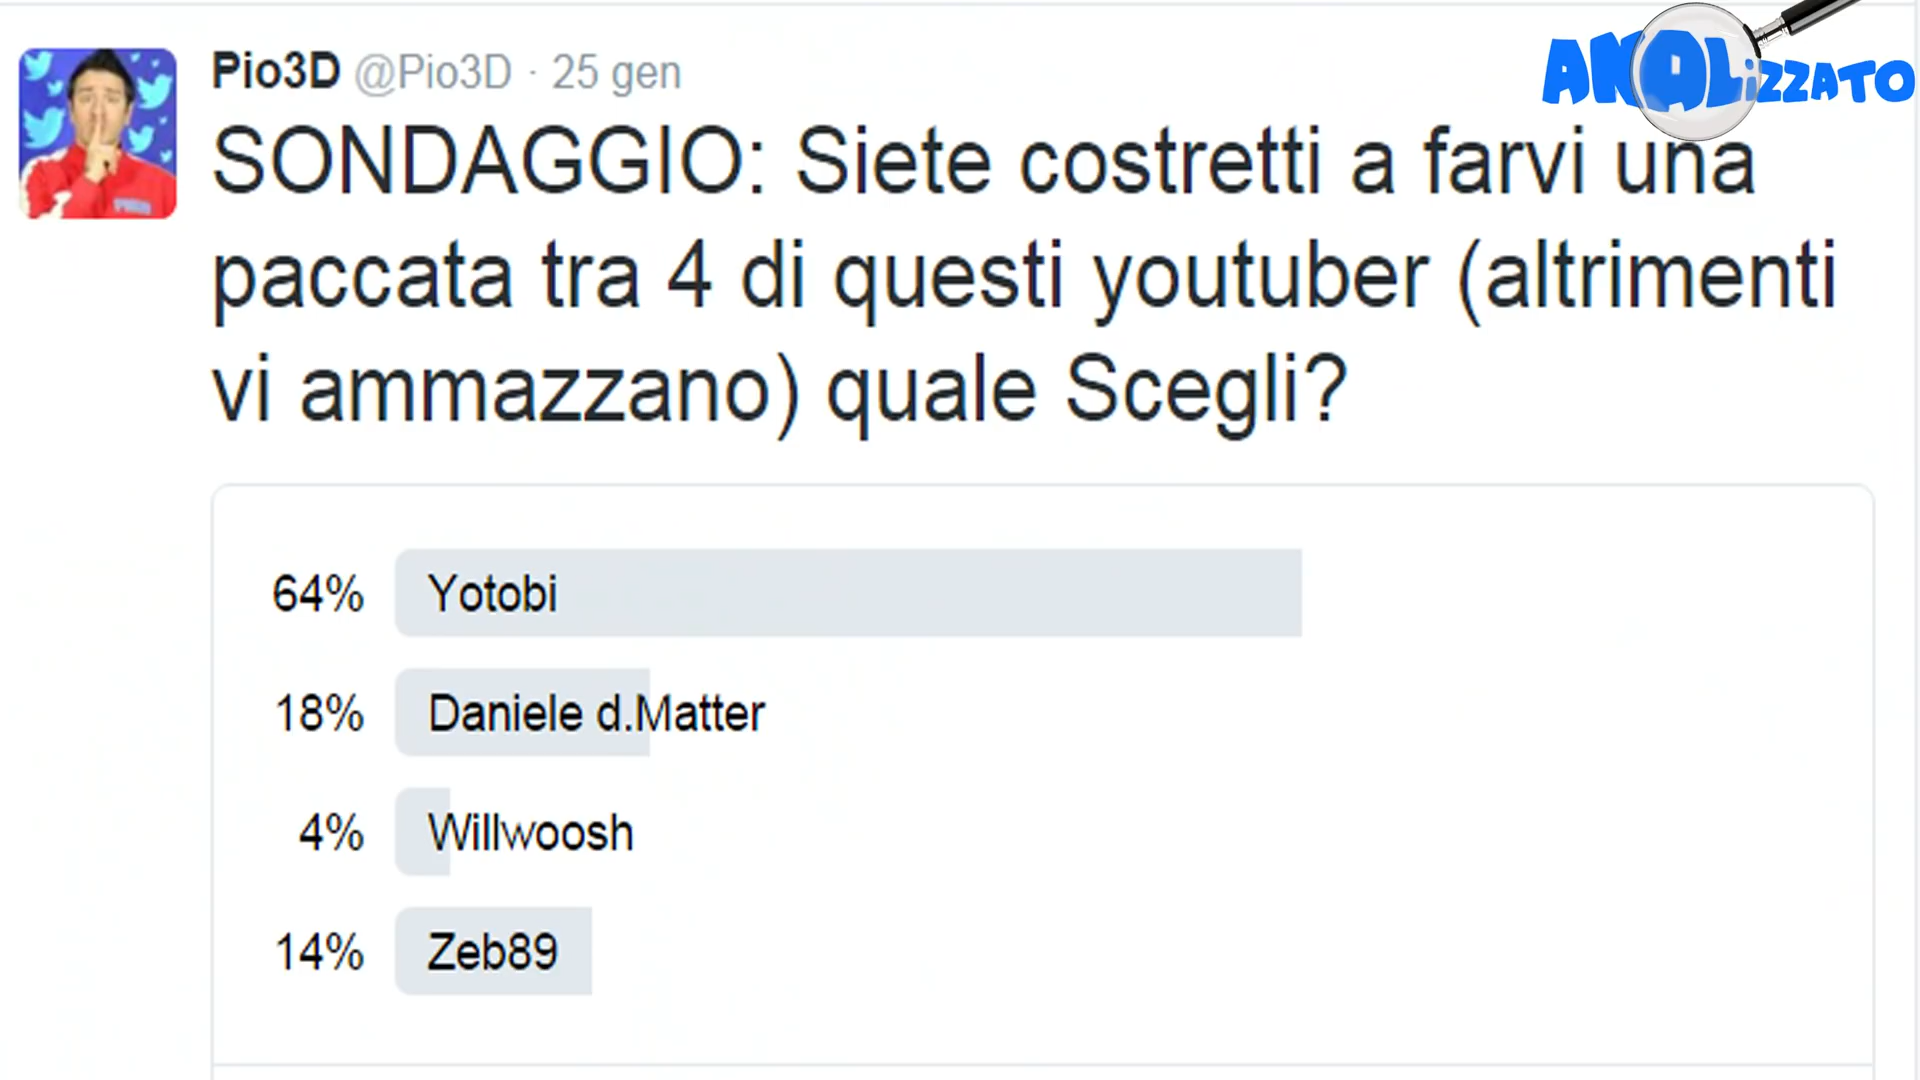 ANALizzATO
Pio3D @Pio3D · 25 gen
SONDAGGIO: Siete costretti a farvi una
paccata tra 4 di questi youtuber (altrimenti
vi ammazzano) quale Scegli?
64% Yotobi
18% Daniele d.Matter
4% Willwoosh
14% Zeb89